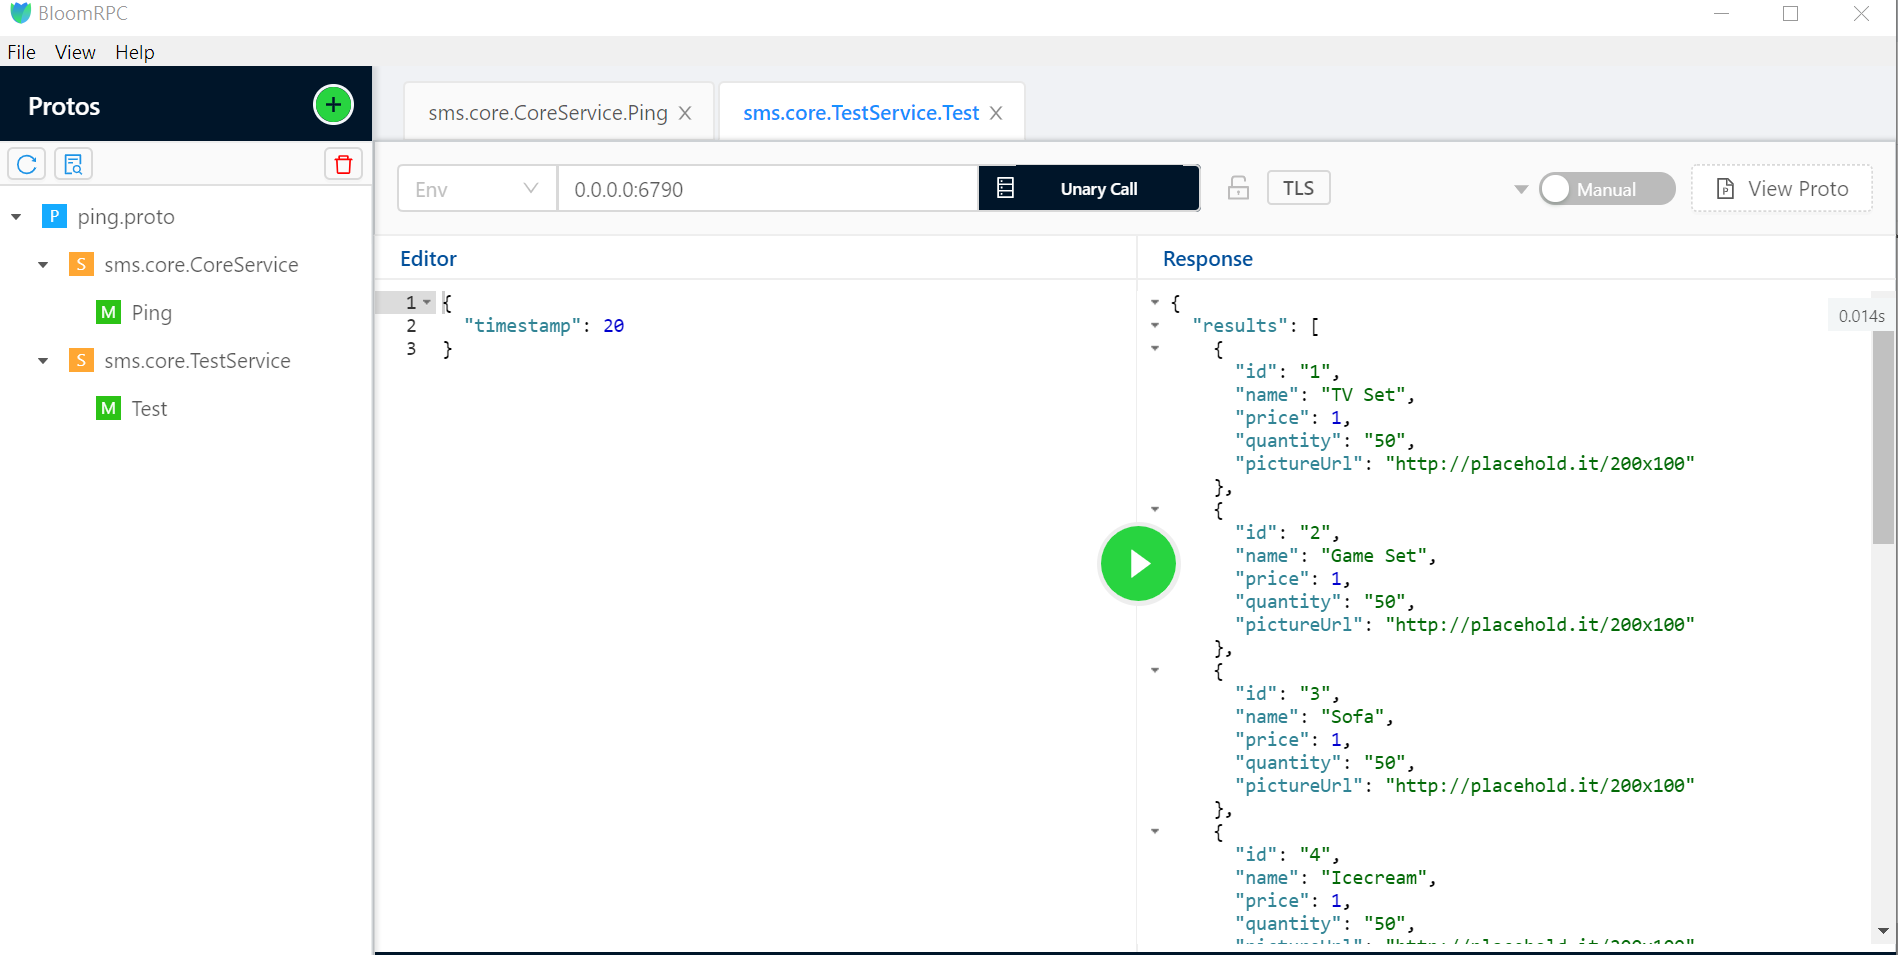 BloomRPC
File View Help
Protos
sms.core.CoreService.Ping
sms.core.TestService.Test
Env
0.0.0.0:6790
Unary Call
TLS
Manual
View Proto
P ping.proto
S sms.core.CoreService
M Ping
S sms.core.TestService
M Test
Editor
1 {
2 "timestamp": 20
3 }
Response
0.014s
{
"results": [
{
"id": "1",
"name": "TV Set",
"price": 1,
"quantity": "50",
"pictureUrl": "http://placehold.it/200x100"
},
{
"id": "2",
"name": "Game Set",
"price": 1,
"quantity": "50",
"pictureUrl": "http://placehold.it/200x100"
},
{
"id": "3",
"name": "Sofa",
"price": 1,
"quantity": "50",
"pictureUrl": "http://placehold.it/200x100"
},
{
"id": "4",
"name": "Icecream",
"price": 1,
"quantity": "50",